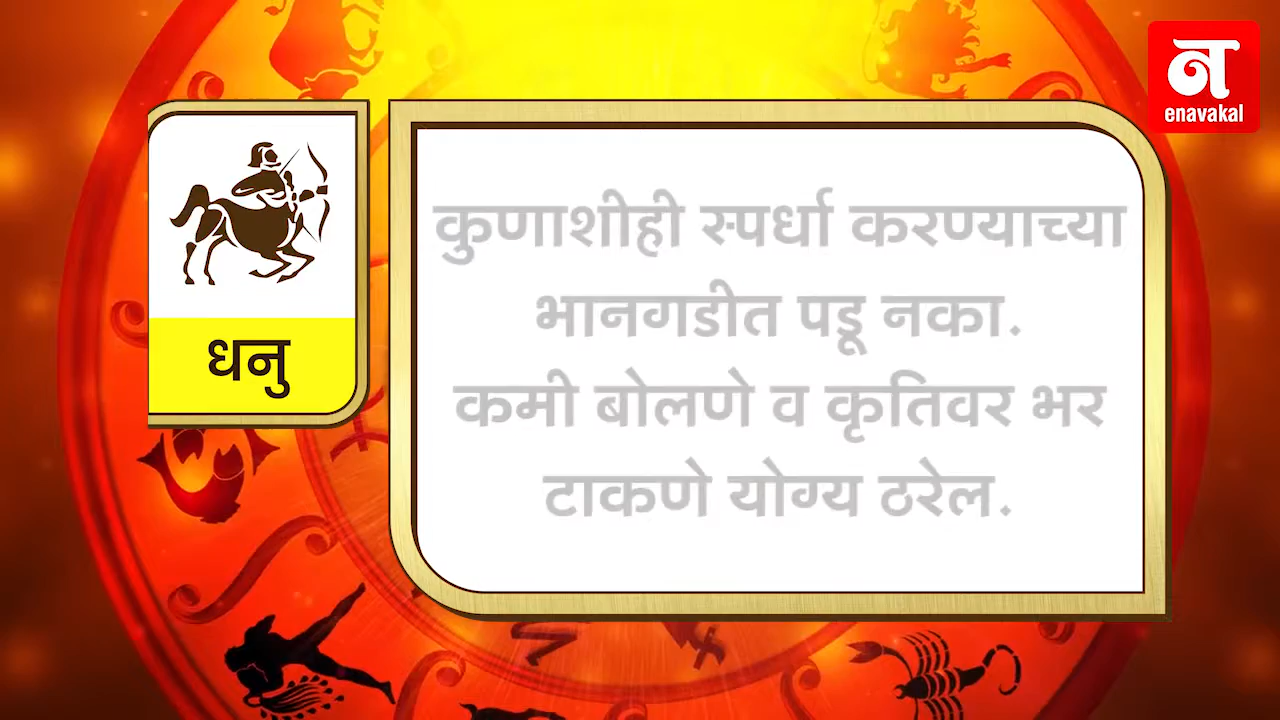 न
enavakal
धनु
कुणाशीही स्पर्धा करण्याच्या
भानगडीत पडू नका.
कमी बोलणे व कृतिवर भर
टाकणे योग्य ठरेल.